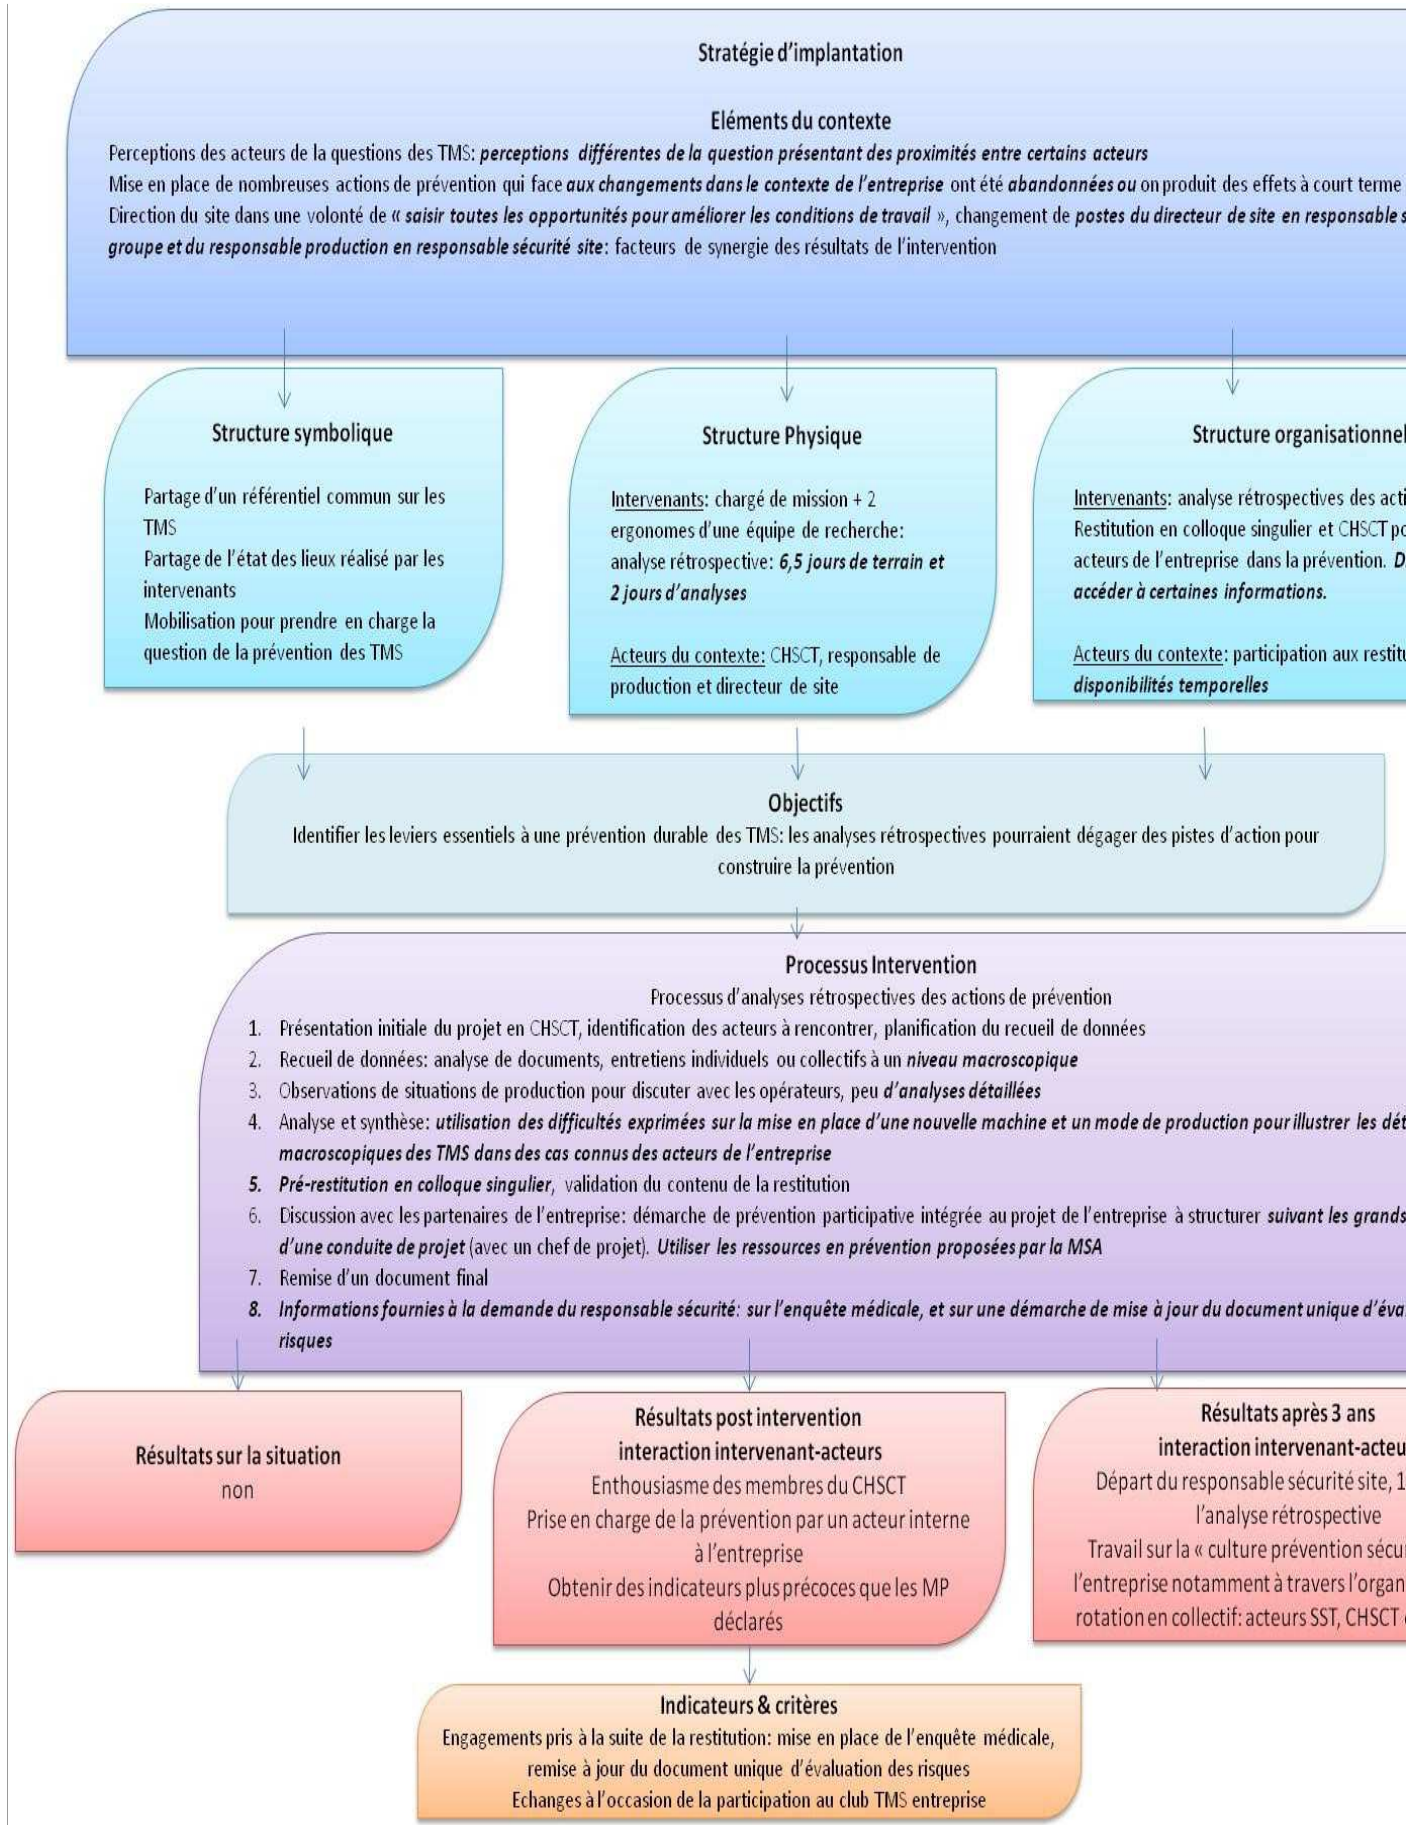 Stratégie d'implantation
Eléments du contexte
Perceptions des acteurs de la questions des TMS: perceptions différentes de la question présentant des proximités entre certains acteurs
Mise en place de nombreuses actions de prévention qui face aux changements dans le contexte de l'entreprise ont été abandonnées ou on produit des effets à court terme
Direction du site dans une volonté de « saisir toutes les opportunités pour améliorer les conditions de travail », changement de postes du directeur de site en responsable
groupe et du responsable production en responsable sécurité site: facteurs de synergie des résultats de l'intervention
Structure symbolique
Partage d'un référentiel commun sur les
TMS
Partage de l'état des lieux réalisé par les
intervenants
Mobilisation pour prendre en charge la
question de la prévention des TMS
Structure Physique
Intervenants: chargé de mission + 2
ergonomes d'une équipe de recherche:
analyse rétrospective: 6,5 jours de terrain et
2 jours d'analyses
Acteurs du contexte: CHSCT, responsable de
production et directeur de site
Structure organisationnel
Intervenants: analyse rétrospectives des acti
Restitution en colloque singulier et CHSCT po
acteurs de l'entreprise dans la prévention. D
accéder à certaines informations.
Acteurs du contexte: participation aux restitu
disponibilités temporelles
Objectifs
Identifier les leviers essentiels à une prévention durable des TMS: les analyses rétrospectives pourraient dégager des pistes d'action pour
construire la prévention
Processus Intervention
Processus d'analyses rétrospectives des actions de prévention
1. Présentation initiale du projet en CHSCT, identification des acteurs à rencontrer, planification du recueil de données
2. Recueil de données: analyse de documents, entretiens individuels ou collectifs à un niveau macroscopique
3. Observations de situations de production pour discuter avec les opérateurs, peu d'analyses détaillées
4. Analyse et synthèse: utilisation des difficultés exprimées sur la mise en place d'une nouvelle machine et un mode de production pour illustrer les dét
macroscopiques des TMS dans des cas connus des acteurs de l'entreprise
5. Pré-restitution en colloque singulier, validation du contenu de la restitution
6. Discussion avec les partenaires de l'entreprise: démarche de prévention participative intégrée au projet de l'entreprise à structurer suivant les grands
d'une conduite de projet (avec un chef de projet). Utiliser les ressources en prévention proposées par la MSA
7. Remise d'un document final
8. Informations fournies à la demande du responsable sécurité: sur l'enquête médicale, et sur une démarche de mise à jour du document unique d'éva
risques
Résultats sur la situation
non
Résultats post intervention
interaction intervenant-acteurs
Enthousiasme des membres du CHSCT
Prise en charge de la prévention par un acteur interne
à l'entreprise
Obtenir des indicateurs plus précoces que les MP
déclarés
Résultats après 3 ans
interaction intervenant-acteu
Départ du responsable sécurité site, 1
l'analyse rétrospective
Travail sur la « culture prévention sécur
l'entreprise notamment à travers l'organ
rotation en collectif: acteurs SST, CHSCT
Indicateurs & critères
Engagements pris à la suite de la restitution: mise en place de l'enquête médicale,
remise à jour du document unique d'évaluation des risques
Echanges à l'occasion de la participation au club TMS entreprise